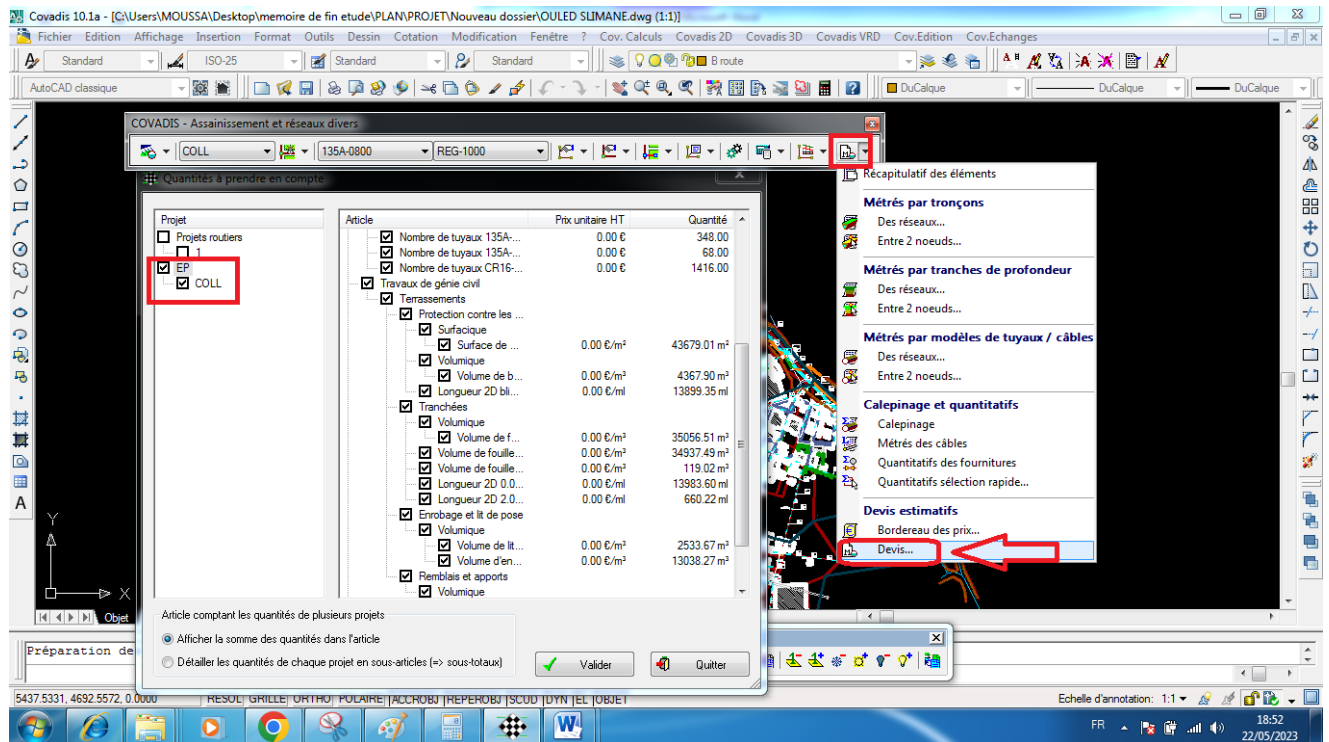 Covadis 10.1a - [C:\Users\MOUSSA\Desktop\memoire de fin etude\PLAN\PROJET\Nouveau dossier\OULED SLIMANE.dwg (1:1)]
Fichier Edition Affichage Insertion Format Outils Dessin Cotation Modification Fenêtre ? Cov. Calculs Covadis 2D Covadis 3D Covadis VRD Cov.Edition Cov.Echanges
Standard ISO-25 Standard Standard B route
AutoCAD classique DuCalque DuCalque DuCalque
COVADIS - Assainissement et réseaux divers
COLL 135A-0800 REG-1000
Quantités à prendre en compte
Projet
Projets routiers
1
EP
COLL
Article Prix unitaire HT Quantité
Nombre de tuyaux 135A-... 0.00 € 348.00
Nombre de tuyaux 135A-... 0.00 € 68.00
Nombre de tuyaux CR16-... 0.00 € 1416.00
Travaux de génie civil
Terrassements
Protection contre les ...
Surfacique
Surface de ... 0.00 €/m² 43679.01 m²
Volumique
Volume de b... 0.00 €/m³ 4367.90 m³
Longueur 2D bli... 0.00 €/ml 13899.35 ml
Tranchées
Volumique
Volume de f... 0.00 €/m³ 35056.51 m³
Volume de fouille... 0.00 €/m³ 34937.49 m³
Volume de fouille... 0.00 €/m³ 119.02 m³
Longueur 2D 0.0... 0.00 €/ml 13983.60 ml
Longueur 2D 2.0... 0.00 €/ml 660.22 ml
Enrobage et lit de pose
Volumique
Volume de lit... 0.00 €/m³ 2533.67 m³
Volume d'en... 0.00 €/m³ 13038.27 m³
Remblais et apports
Volumique
Article comptant les quantités de plusieurs projets
Afficher la somme des quantités dans l'article
Détailler les quantités de chaque projet en sous-articles (=> sous-totaux)
Valider Quitter
Récapitulatif des éléments
Métrés par tronçons
Des réseaux...
Entre 2 noeuds...
Métrés par tranches de profondeur
Des réseaux...
Entre 2 noeuds...
Métrés par modèles de tuyaux / câbles
Des réseaux...
Entre 2 noeuds...
Calepinage et quantitatifs
Calepinage
Métrés des câbles
Quantitatifs des fournitures
Quantitatifs sélection rapide...
Devis estimatifs
Bordereau des prix...
Devis...
Y
X
Objet
Préparation de
5437.5331, 4692.5572, 0.0000 RESOL GRILLE ORTHO POLAIRE ACCROBJ REPEROBJ SCUD DYN EL OBJET Echelle d'annotation: 1:1
FR 18:52
22/05/2023